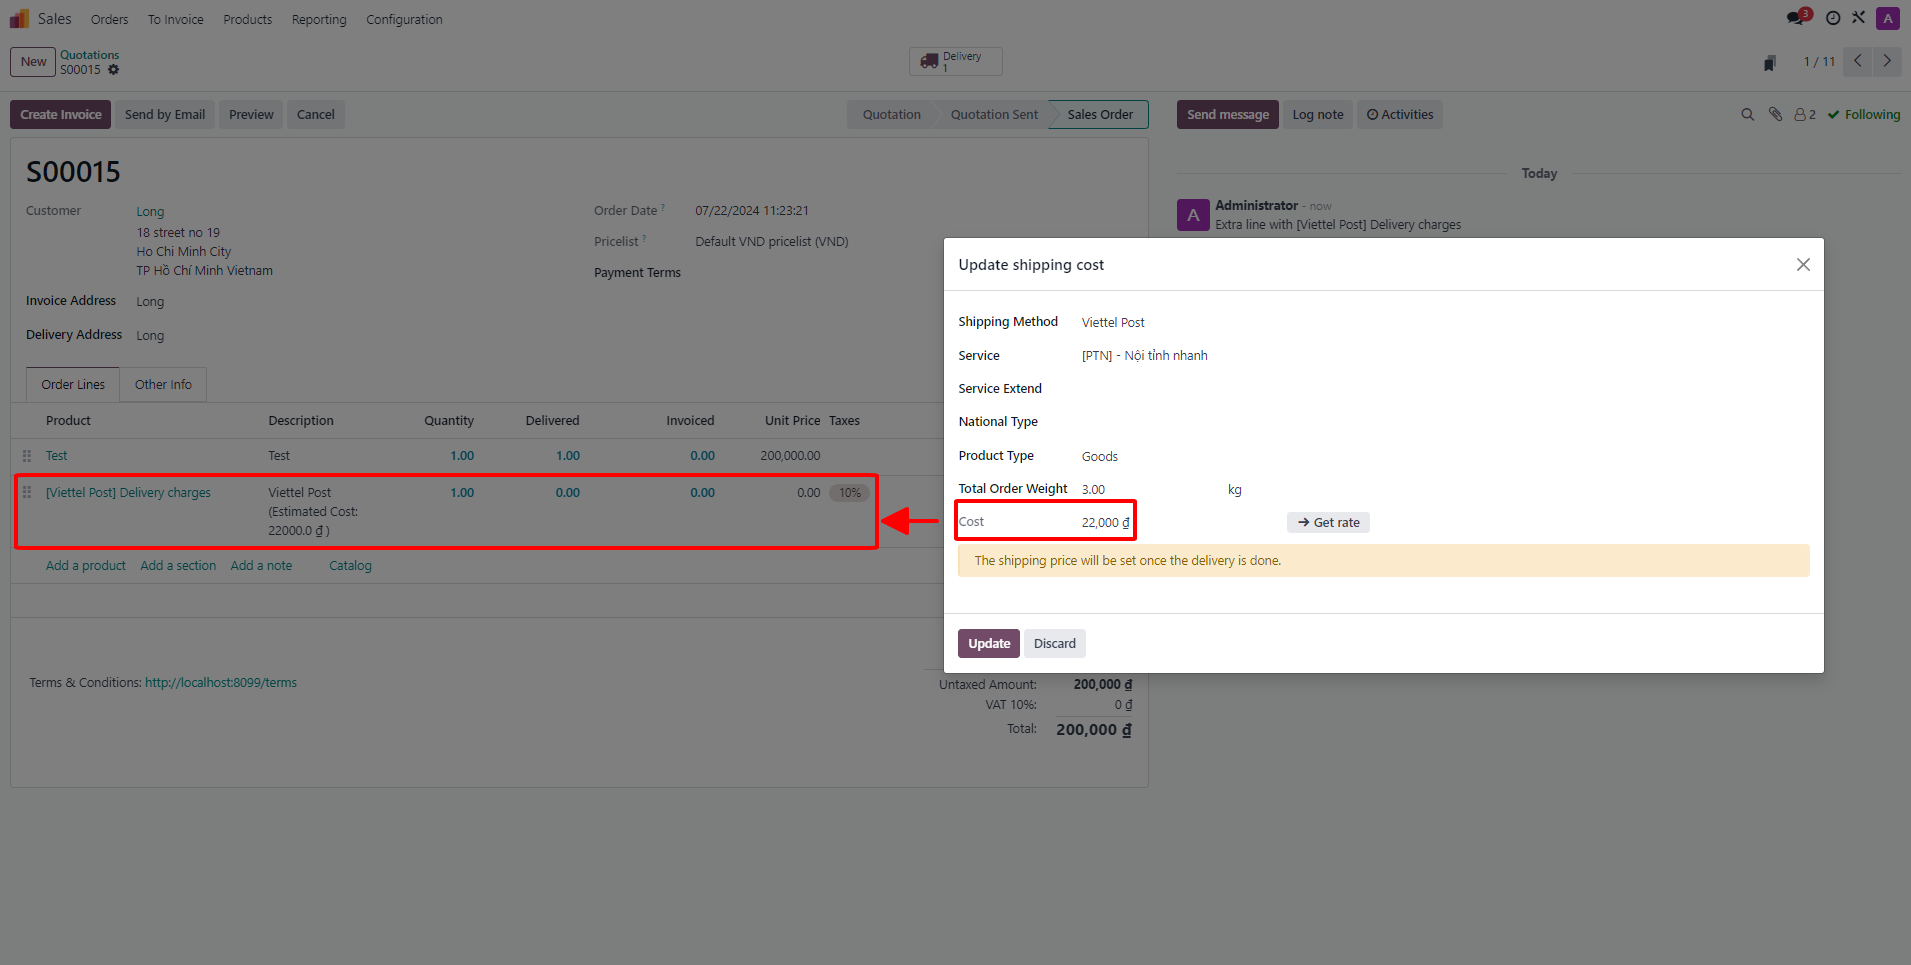 Sales Orders To Invoice Products Reporting Configuration 3 A
New Quotations Delivery
S00015 1 1 / 11
Create Invoice Send by Email Preview Cancel Quotation Quotation Sent Sales Order Send message Log note Activities 2 Following
S00015
Today
Customer Long
18 street no 19
Ho Chi Minh City
TP Hồ Chí Minh Vietnam
Order Date ? 07/22/2024 11:23:21
Pricelist ? Default VND pricelist (VND)
Payment Terms
A Administrator - now
Extra line with [Viettel Post] Delivery charges
Invoice Address Long
Delivery Address Long
Order Lines Other Info
Product Description Quantity Delivered Invoiced Unit Price Taxes
Test Test 1.00 1.00 0.00 200,000.00
[Viettel Post] Delivery charges Viettel Post 1.00 0.00 0.00 0.00 10%
(Estimated Cost:
22000.0 ₫ )
Add a product Add a section Add a note Catalog
Terms & Conditions: http://localhost:8099/terms
Untaxed Amount: 200,000 ₫
VAT 10%: 0 ₫
Total: 200,000 ₫
Update shipping cost
Shipping Method Viettel Post
Service [PTN] - Nội tỉnh nhanh
Service Extend
National Type
Product Type Goods
Total Order Weight 3.00 kg
Cost 22,000 ₫ Get rate
The shipping price will be set once the delivery is done.
Update Discard